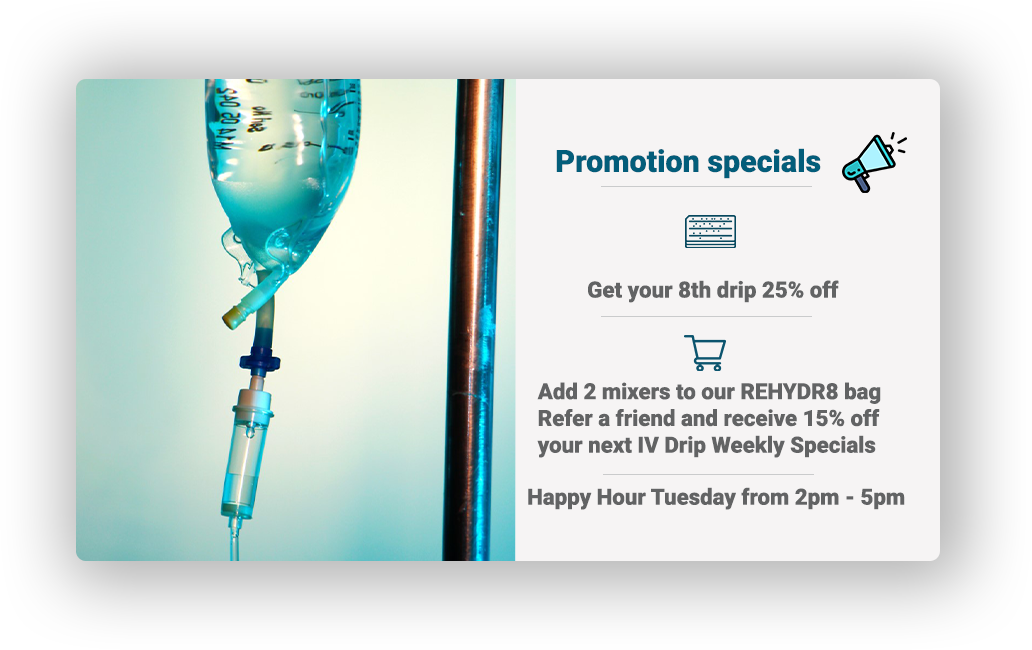 Promotion specials
Get your 8th drip 25% off
Add 2 mixers to our REHYDR8 bag
Refer a friend and receive 15% off
your next IV Drip Weekly Specials
Happy Hour Tuesday from 2pm - 5pm